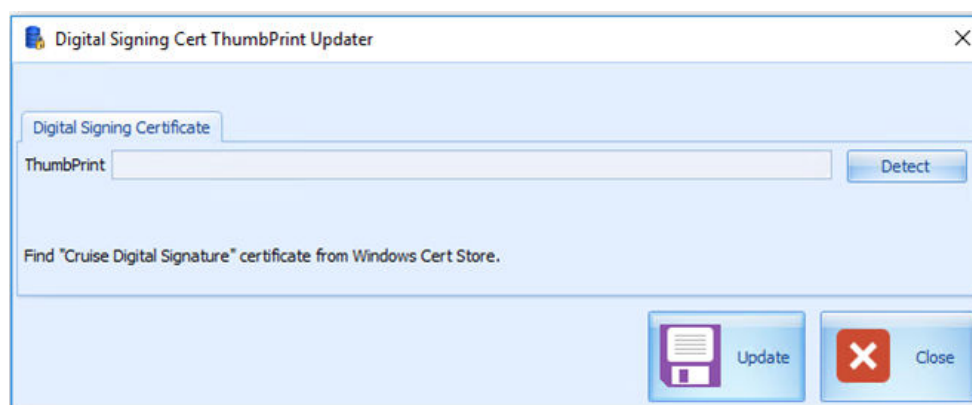 Digital Signing Cert ThumbPrint Updater
Digital Signing Certificate
ThumbPrint
Detect
Find "Cruise Digital Signature" certificate from Windows Cert Store.
Update
Close